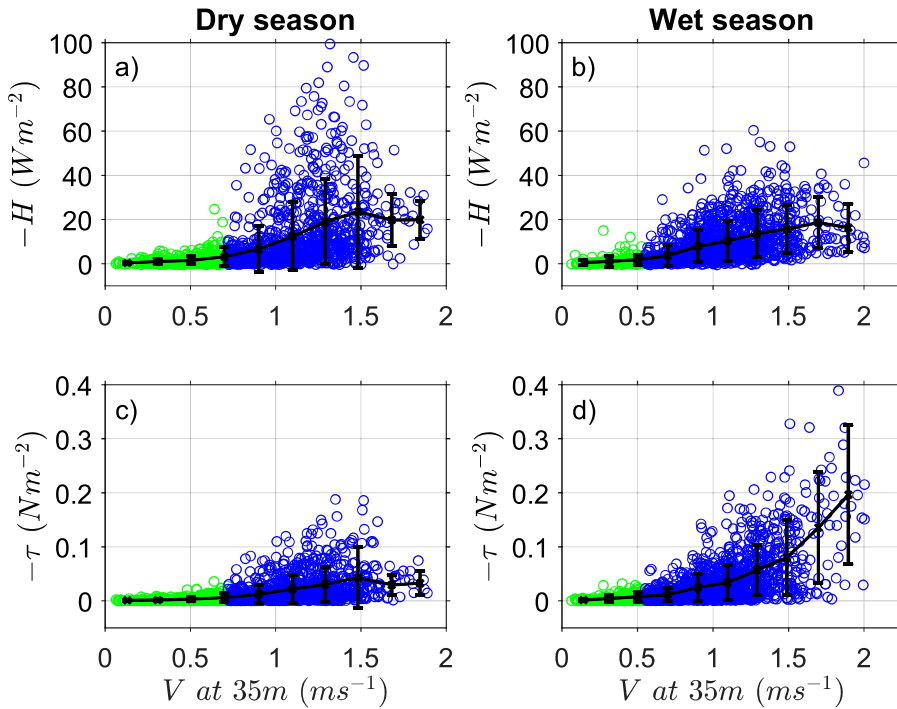 Dry season
Wet season
a)
b)
−H (Wm⁻²)
100
80
60
40
20
0
0 0.5 1 1.5 2
−H (Wm⁻²)
100
80
60
40
20
0
0 0.5 1 1.5 2
c)
d)
−τ (Nm⁻²)
0.4
0.3
0.2
0.1
0
0 0.5 1 1.5 2
V at 35m (ms⁻¹)
−τ (Nm⁻²)
0.4
0.3
0.2
0.1
0
0 0.5 1 1.5 2
V at 35m (ms⁻¹)